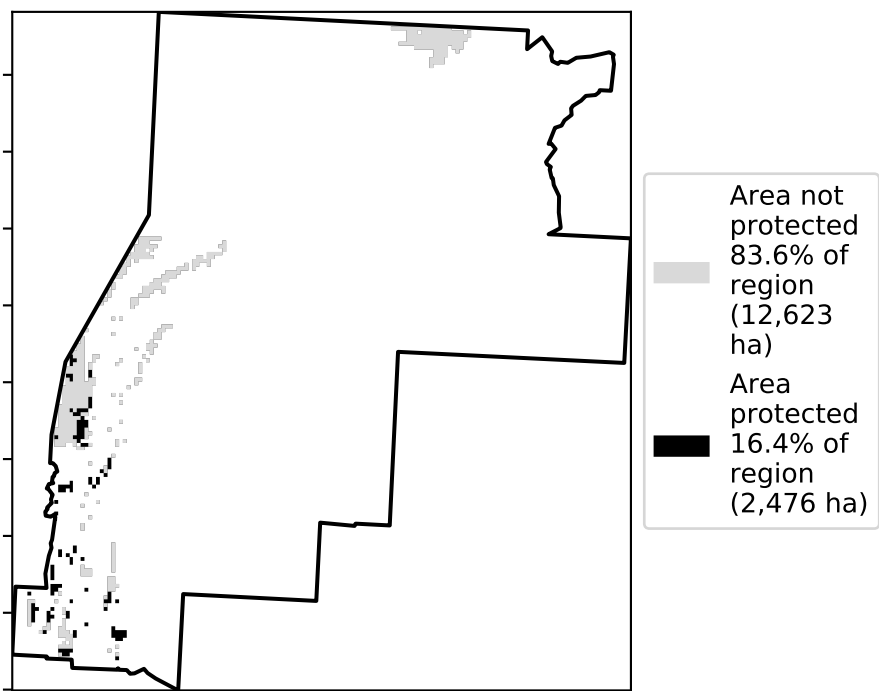 Area not
protected
83.6% of
region
(12,623
ha)
Area
protected
16.4% of
region
(2,476 ha)